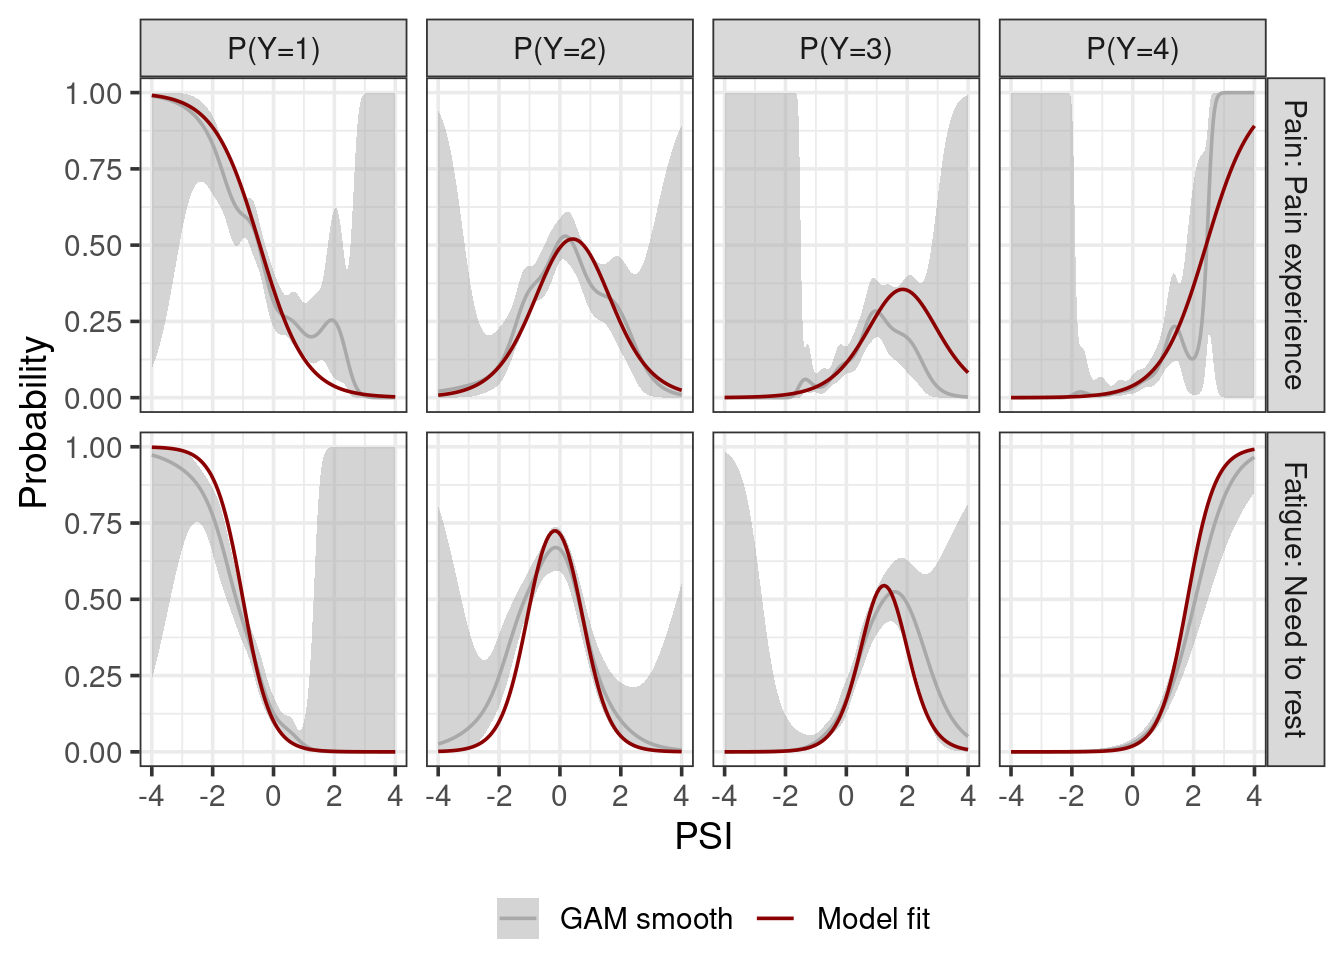 P(Y=1) P(Y=2) P(Y=3) P(Y=4)
1.00
0.75
0.50
0.25
0.00
Pain: Pain experience
Probability
1.00
0.75
0.50
0.25
0.00
Fatigue: Need to rest
-4 -2 0 2 4 -4 -2 0 2 4 -4 -2 0 2 4 -4 -2 0 2 4
PSI
GAM smooth Model fit